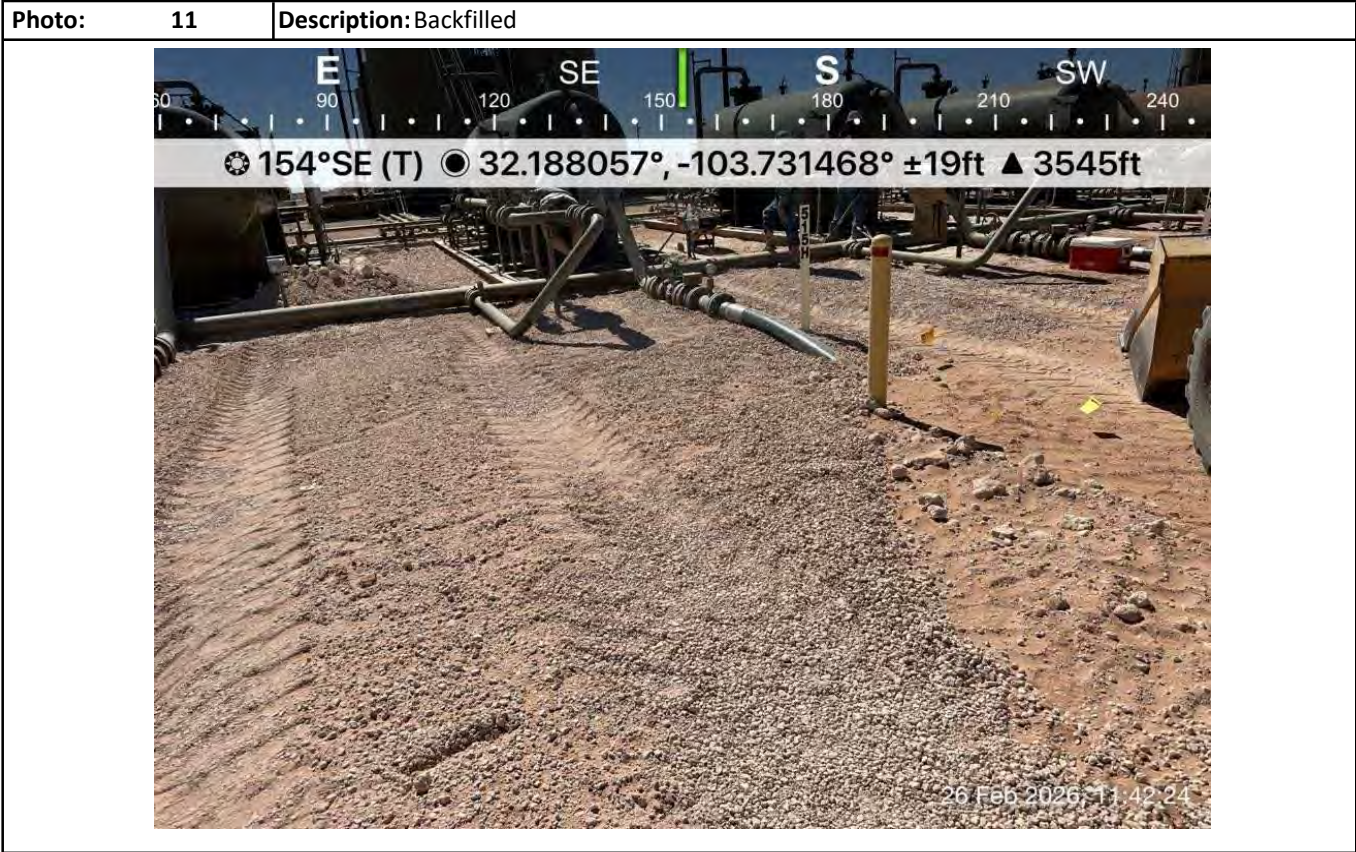 Photo: 11 Description: Backfilled
E SE S SW
60 90 120 150 180 210 240
154°SE (T) 32.188057°, -103.731468° ±19ft ▲ 3545ft
515H
26 Feb 2026, 11:42:24